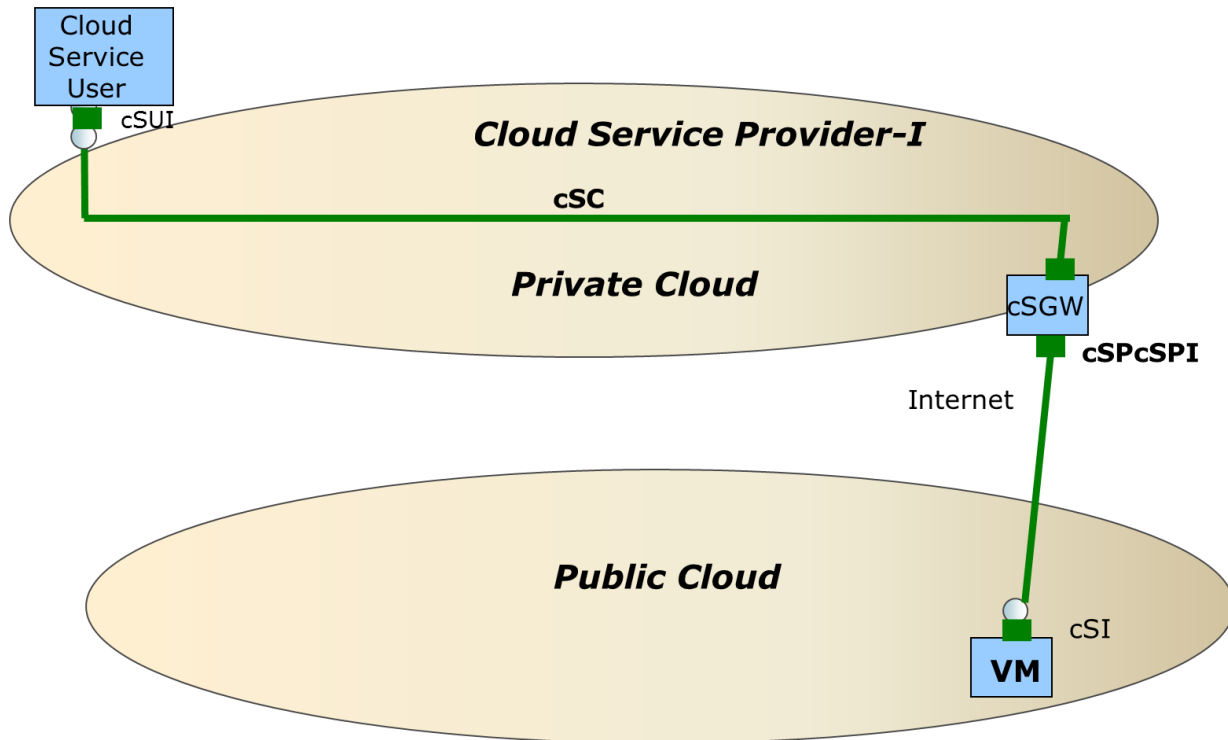 Cloud
Service
User
cSUI
Cloud Service Provider-I
cSC
Private Cloud
cSGW
cSPcSPI
Internet
Public Cloud
cSI
VM